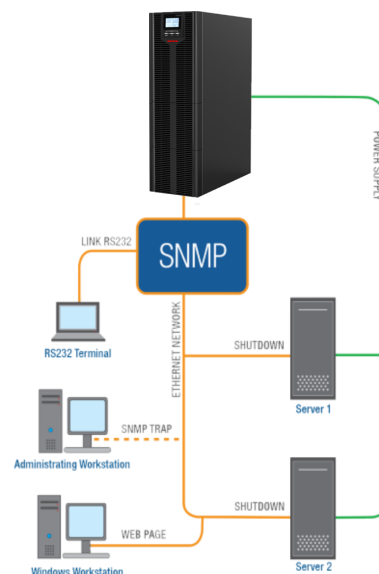 POWER SUPPLY
SNMP
LINK RS232
RS232 Terminal
ETHERNET NETWORK
SHUTDOWN
Server 1
SNMP TRAP
Administrating Workstation
SHUTDOWN
WEB PAGE
Server 2
Windows Workstation